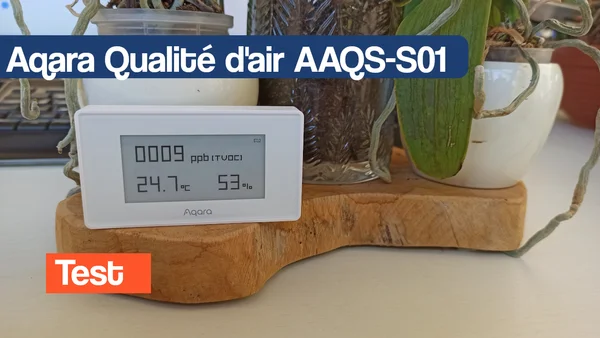 Aqara Qualité d'air AAQS-S01
0009 ppb (TVOC)
24.7 °C 53 %
Aqara
Test